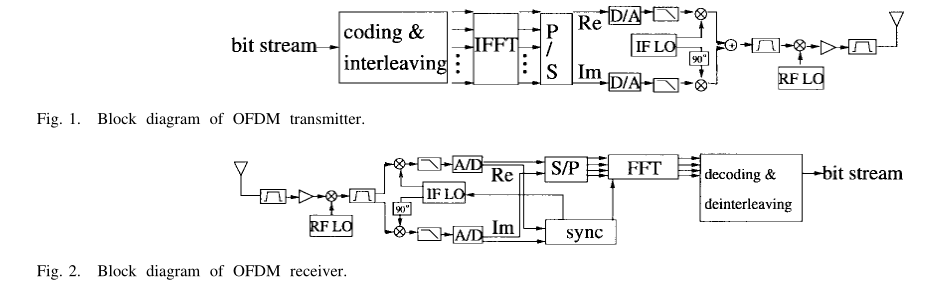 bit stream
coding &
interleaving
IFFT
P
/
S
Re
Im
D/A
D/A
IF LO
90°
RF LO
Fig. 1. Block diagram of OFDM transmitter.
RF LO
90°
IF LO
A/D
A/D
Re
Im
S/P
sync
FFT
decoding &
deinterleaving
bit stream
Fig. 2. Block diagram of OFDM receiver.